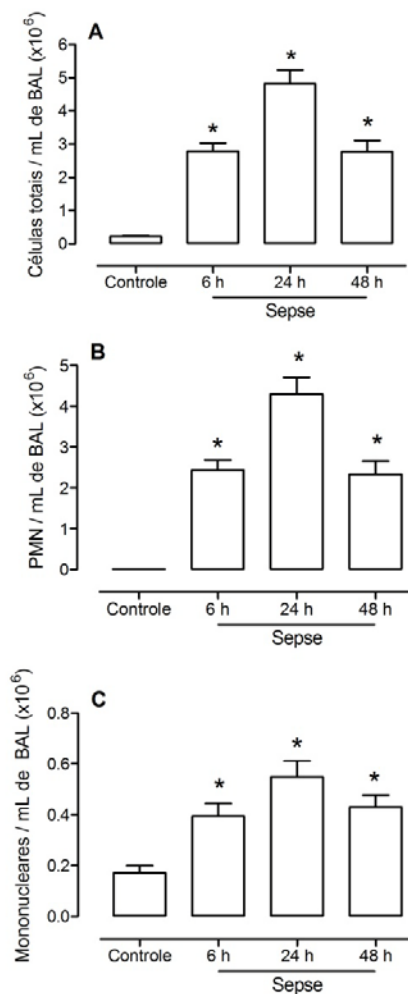 A
Células totais / mL de BAL (x10⁶)
6
5
4
3
2
1
0
*
*
*
Controle 6 h 24 h 48 h
Sepse
B
PMN / mL de BAL (x10⁶)
5
4
3
2
1
0
*
*
*
Controle 6 h 24 h 48 h
Sepse
C
Mononucleares / mL de BAL (x10⁶)
0.8
0.6
0.4
0.2
0.0
*
*
*
Controle 6 h 24 h 48 h
Sepse